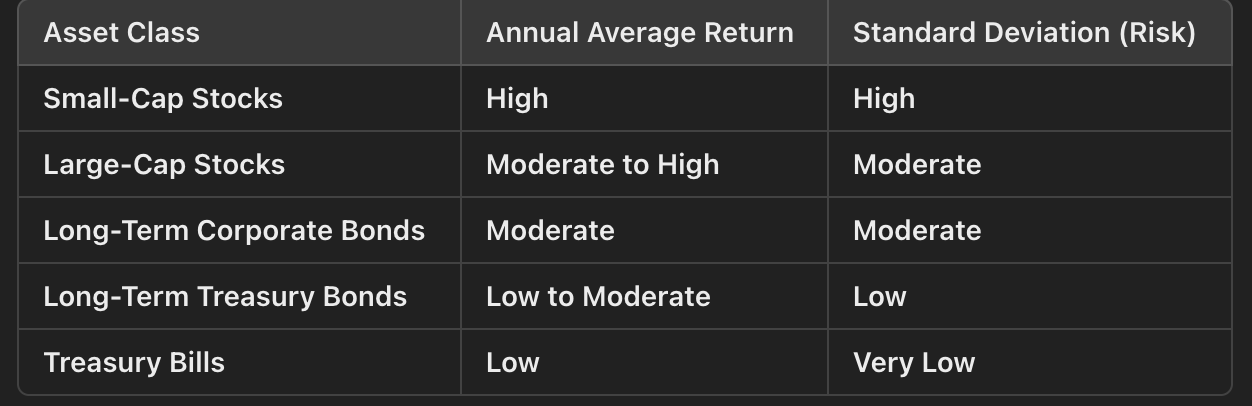 Asset Class Annual Average Return Standard Deviation (Risk)
Small-Cap Stocks High High
Large-Cap Stocks Moderate to High Moderate
Long-Term Corporate Bonds Moderate Moderate
Long-Term Treasury Bonds Low to Moderate Low
Treasury Bills Low Very Low